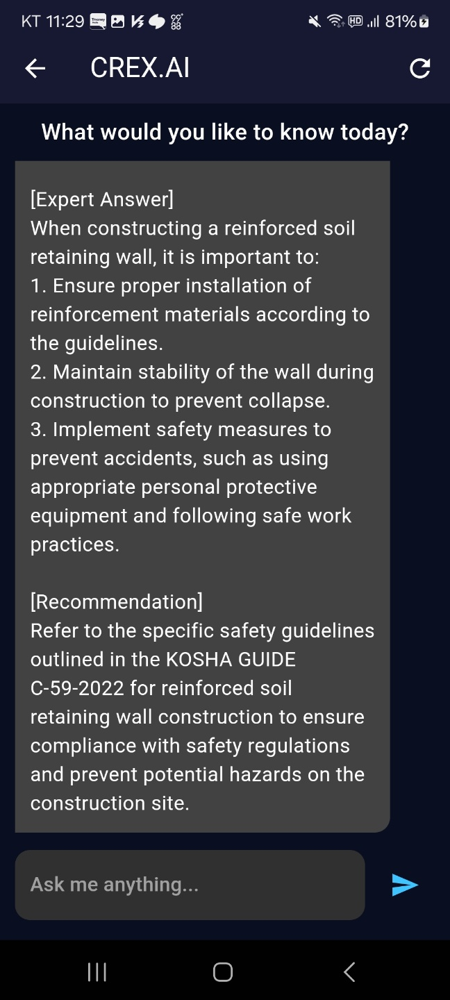 KT 11:29
HD
81%
CREX.AI
What would you like to know today?
[Expert Answer]
When constructing a reinforced soil
retaining wall, it is important to:
1. Ensure proper installation of
reinforcement materials according to
the guidelines.
2. Maintain stability of the wall during
construction to prevent collapse.
3. Implement safety measures to
prevent accidents, such as using
appropriate personal protective
equipment and following safe work
practices.
[Recommendation]
Refer to the specific safety guidelines
outlined in the KOSHA GUIDE
C-59-2022 for reinforced soil
retaining wall construction to ensure
compliance with safety regulations
and prevent potential hazards on the
construction site.
Ask me anything...